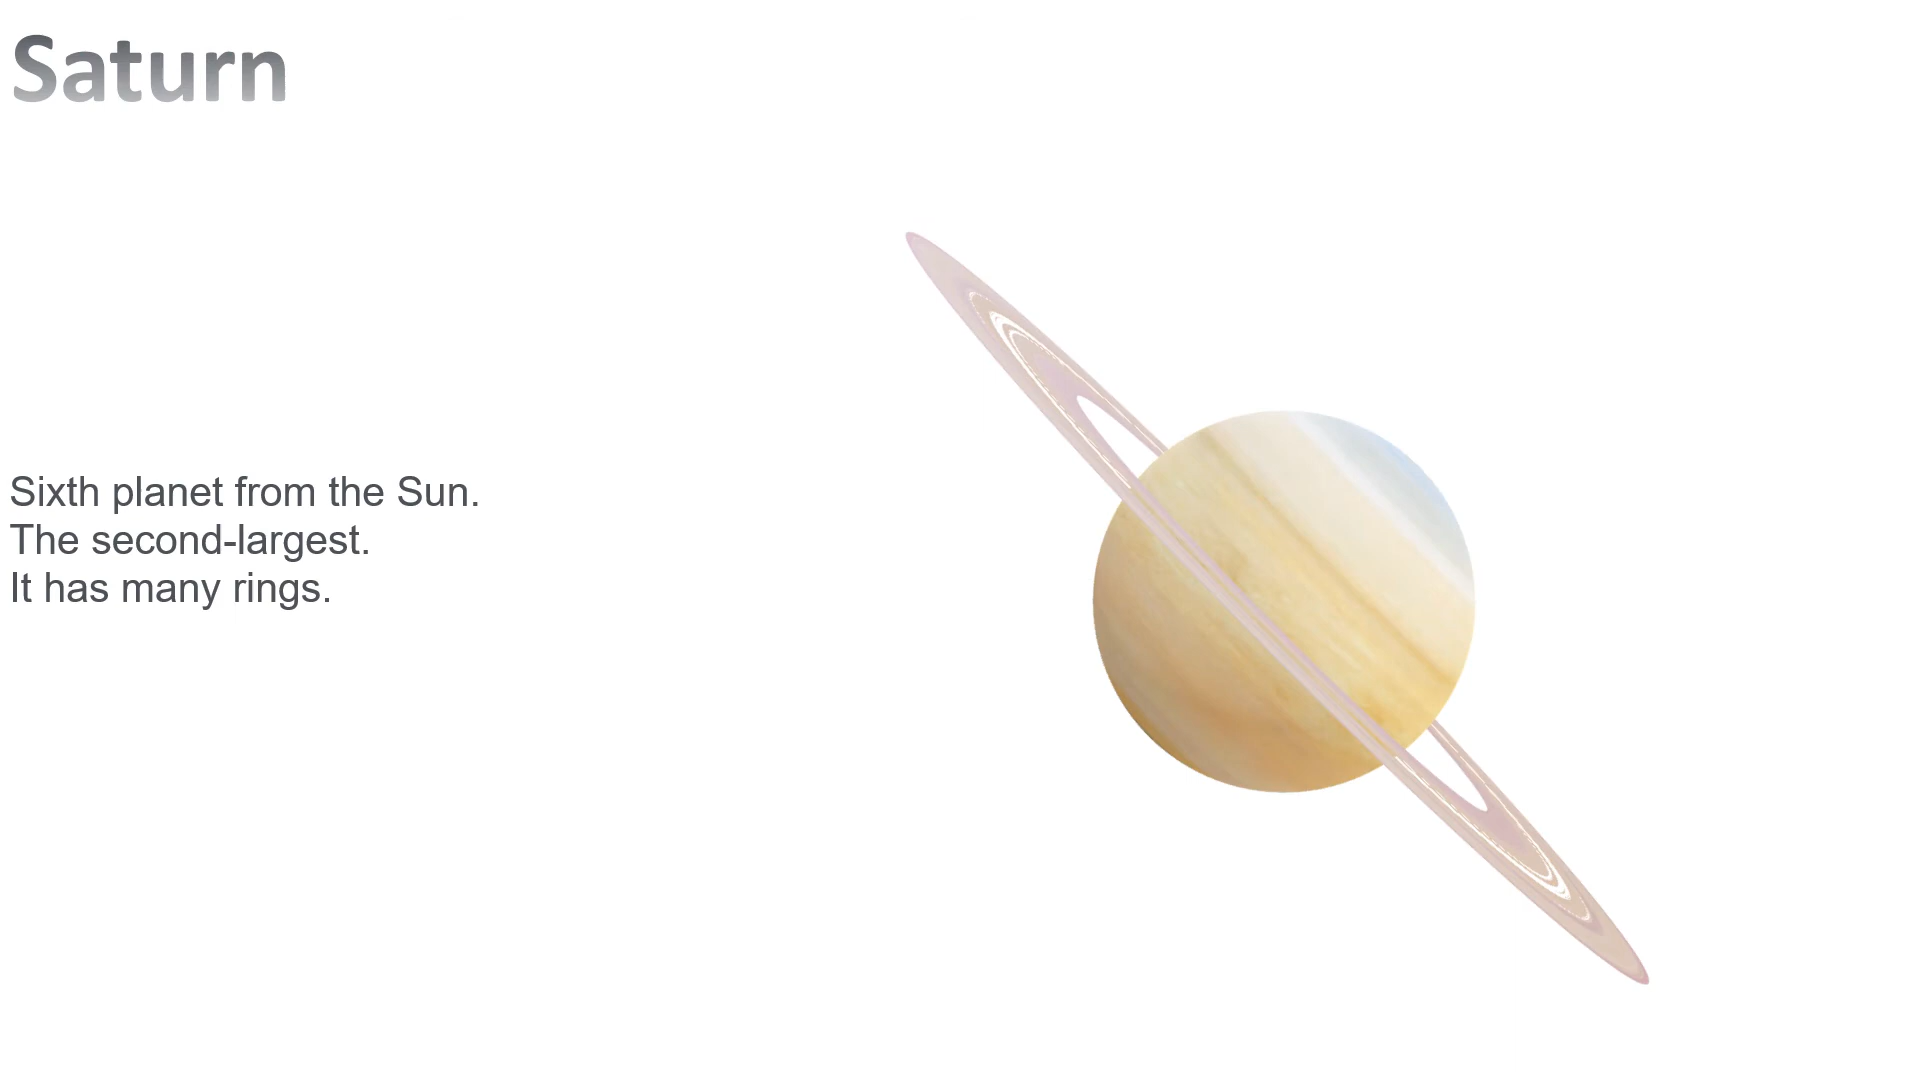 Saturn
Sixth planet from the Sun.
The second-largest.
It has many rings.